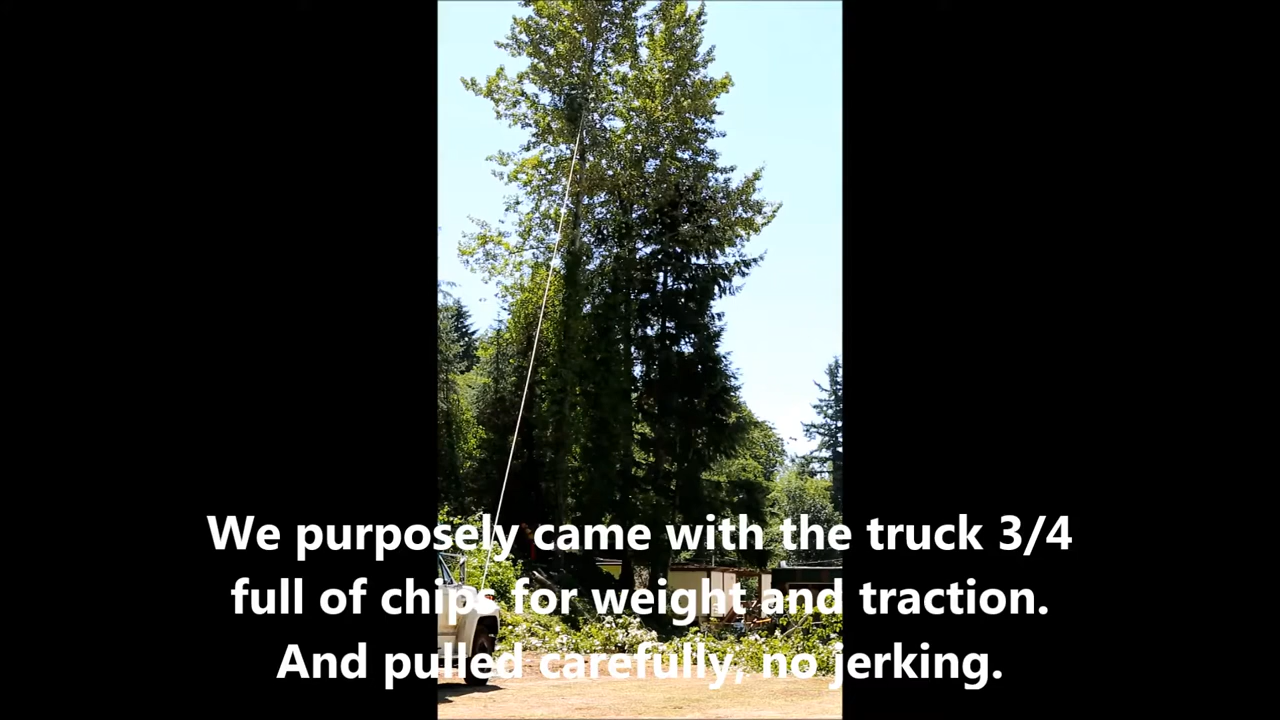 We purposely came with the truck 3/4
full of chips for weight and traction.
And pulled carefully, no jerking.